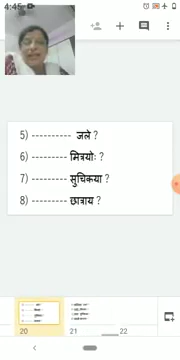 4:45
5) ---------- जले ?
6) --------- मित्रयोः ?
7) --------- सुचिकया ?
8) --------- छात्राय ?
20
21
22